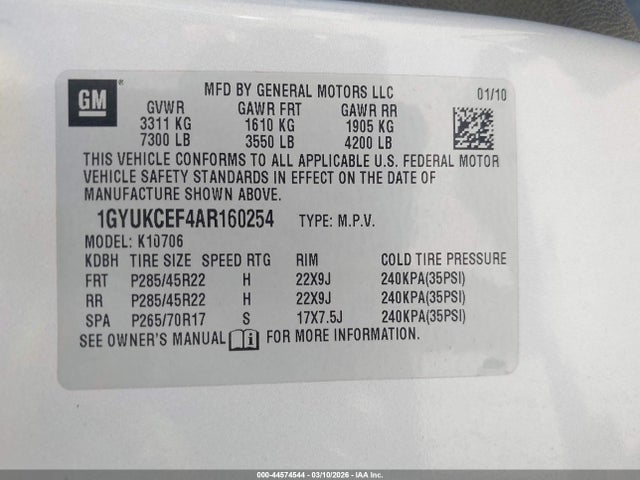 GM
MFD BY GENERAL MOTORS LLC 01/10
GVWR GAWR FRT GAWR RR
3311 KG 1610 KG 1905 KG
7300 LB 3550 LB 4200 LB
THIS VEHICLE CONFORMS TO ALL APPLICABLE U.S. FEDERAL MOTOR
VEHICLE SAFETY STANDARDS IN EFFECT ON THE DATE OF
MANUFACTURE SHOWN ABOVE.
1GYUKCEF4AR160254 TYPE: M.P.V.
MODEL: K10706
KDBH TIRE SIZE SPEED RTG RIM COLD TIRE PRESSURE
FRT P285/45R22 H 22X9J 240KPA(35PSI)
RR P285/45R22 H 22X9J 240KPA(35PSI)
SPA P265/70R17 S 17X7.5J 240KPA(35PSI)
SEE OWNER'S MANUAL FOR MORE INFORMATION.
000-44574544 | 03/10/2026 | IAA Inc.